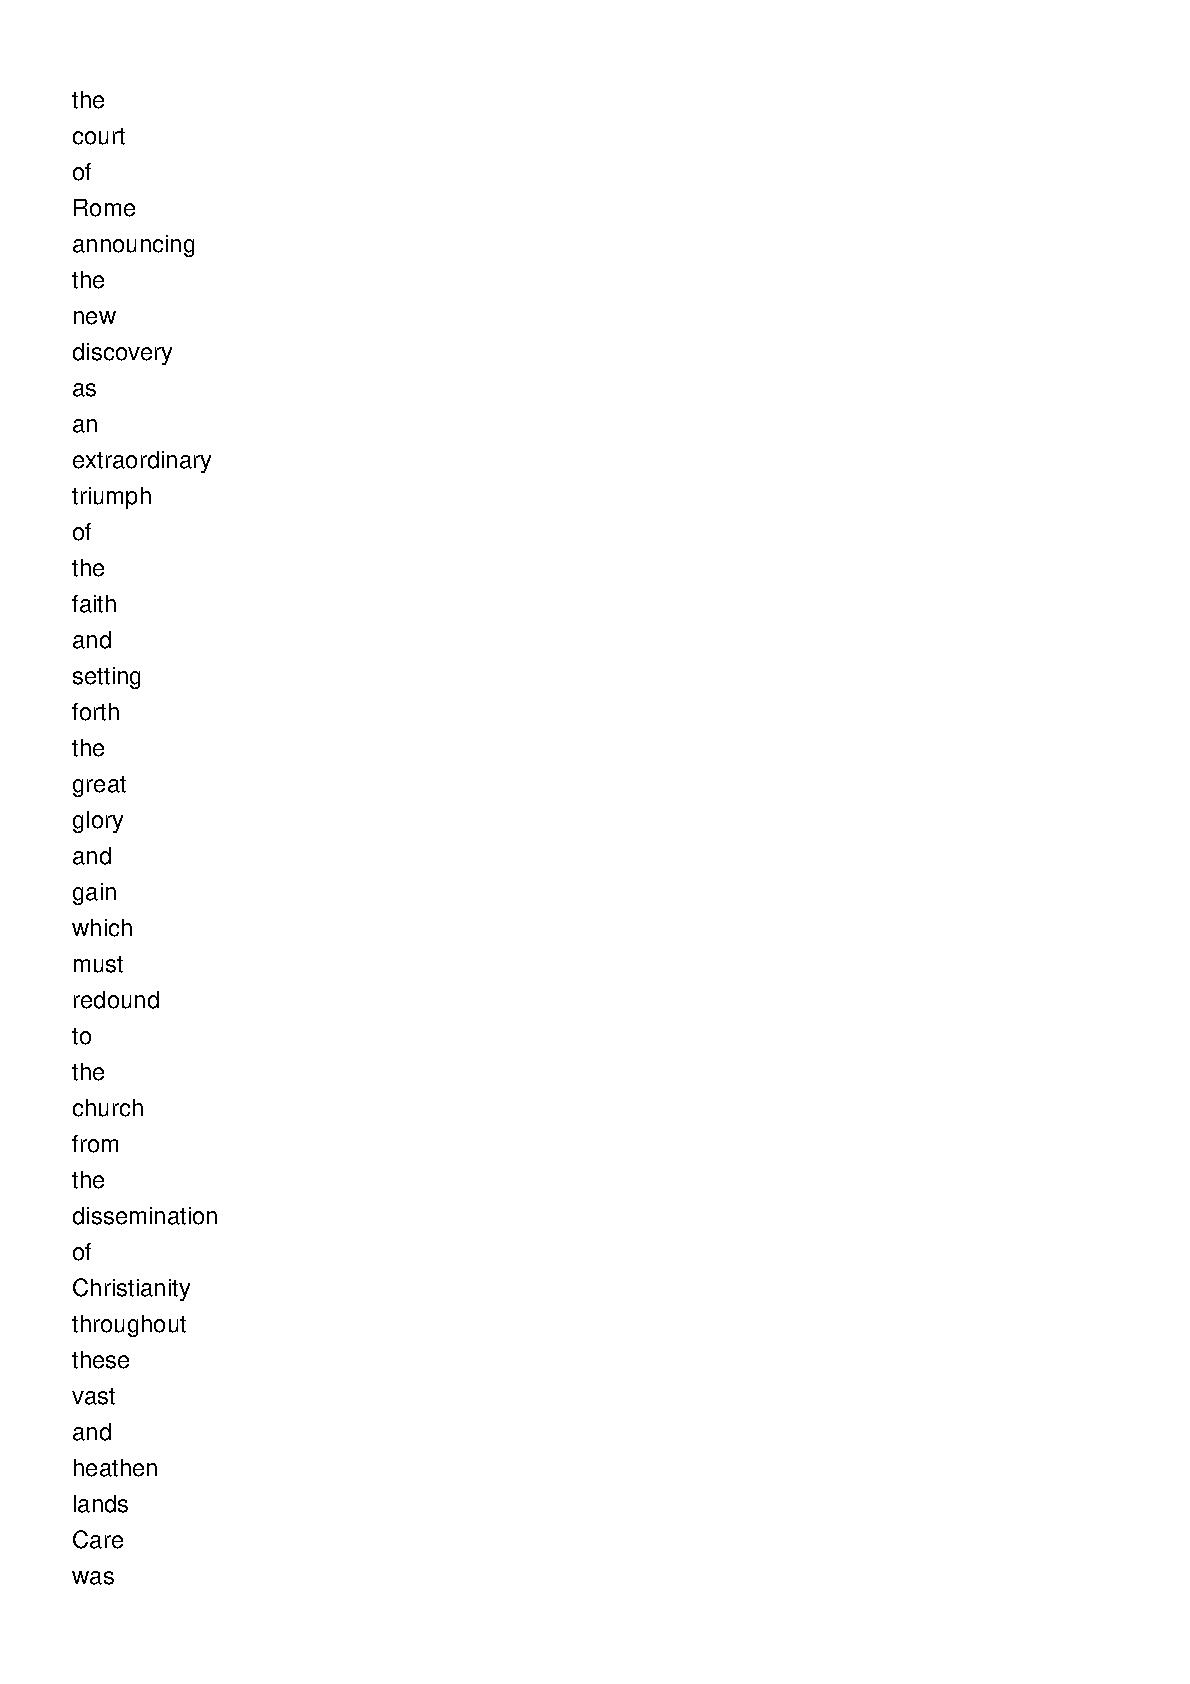 the
court
of
Rome
announcing
the
new
discovery
as
an
extraordinary
triumph
of
the
faith
and
setting
forth
the
great
glory
and
gain
which
must
redound
to
the
church
from
the
dissemination
of
Christianity
throughout
these
vast
and
heathen
lands
Care
was